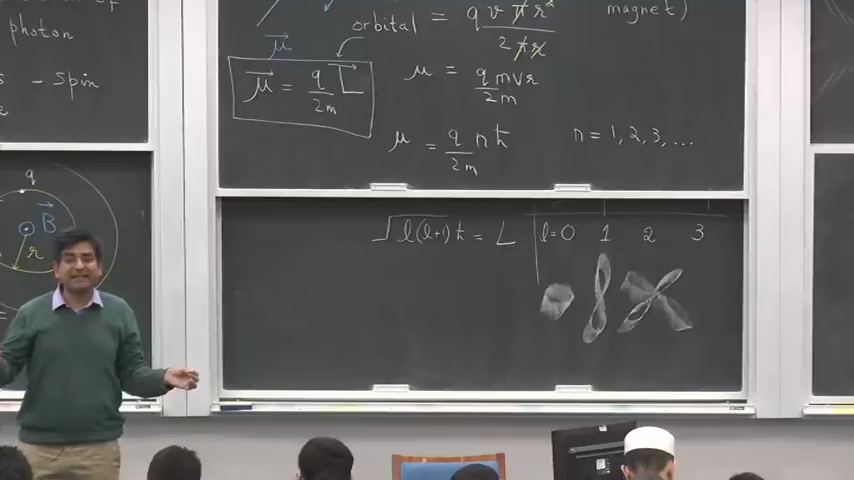 photon
- Spin
q
B
r
=
μ
orbital = q v π r²
2 π r
magnet)
μ = q/2m L
μ = q m v r
2m
μ = q/2m n ħ
n = 1, 2, 3, ...
√l(l+1) ħ = L
l = 0 1 2 3